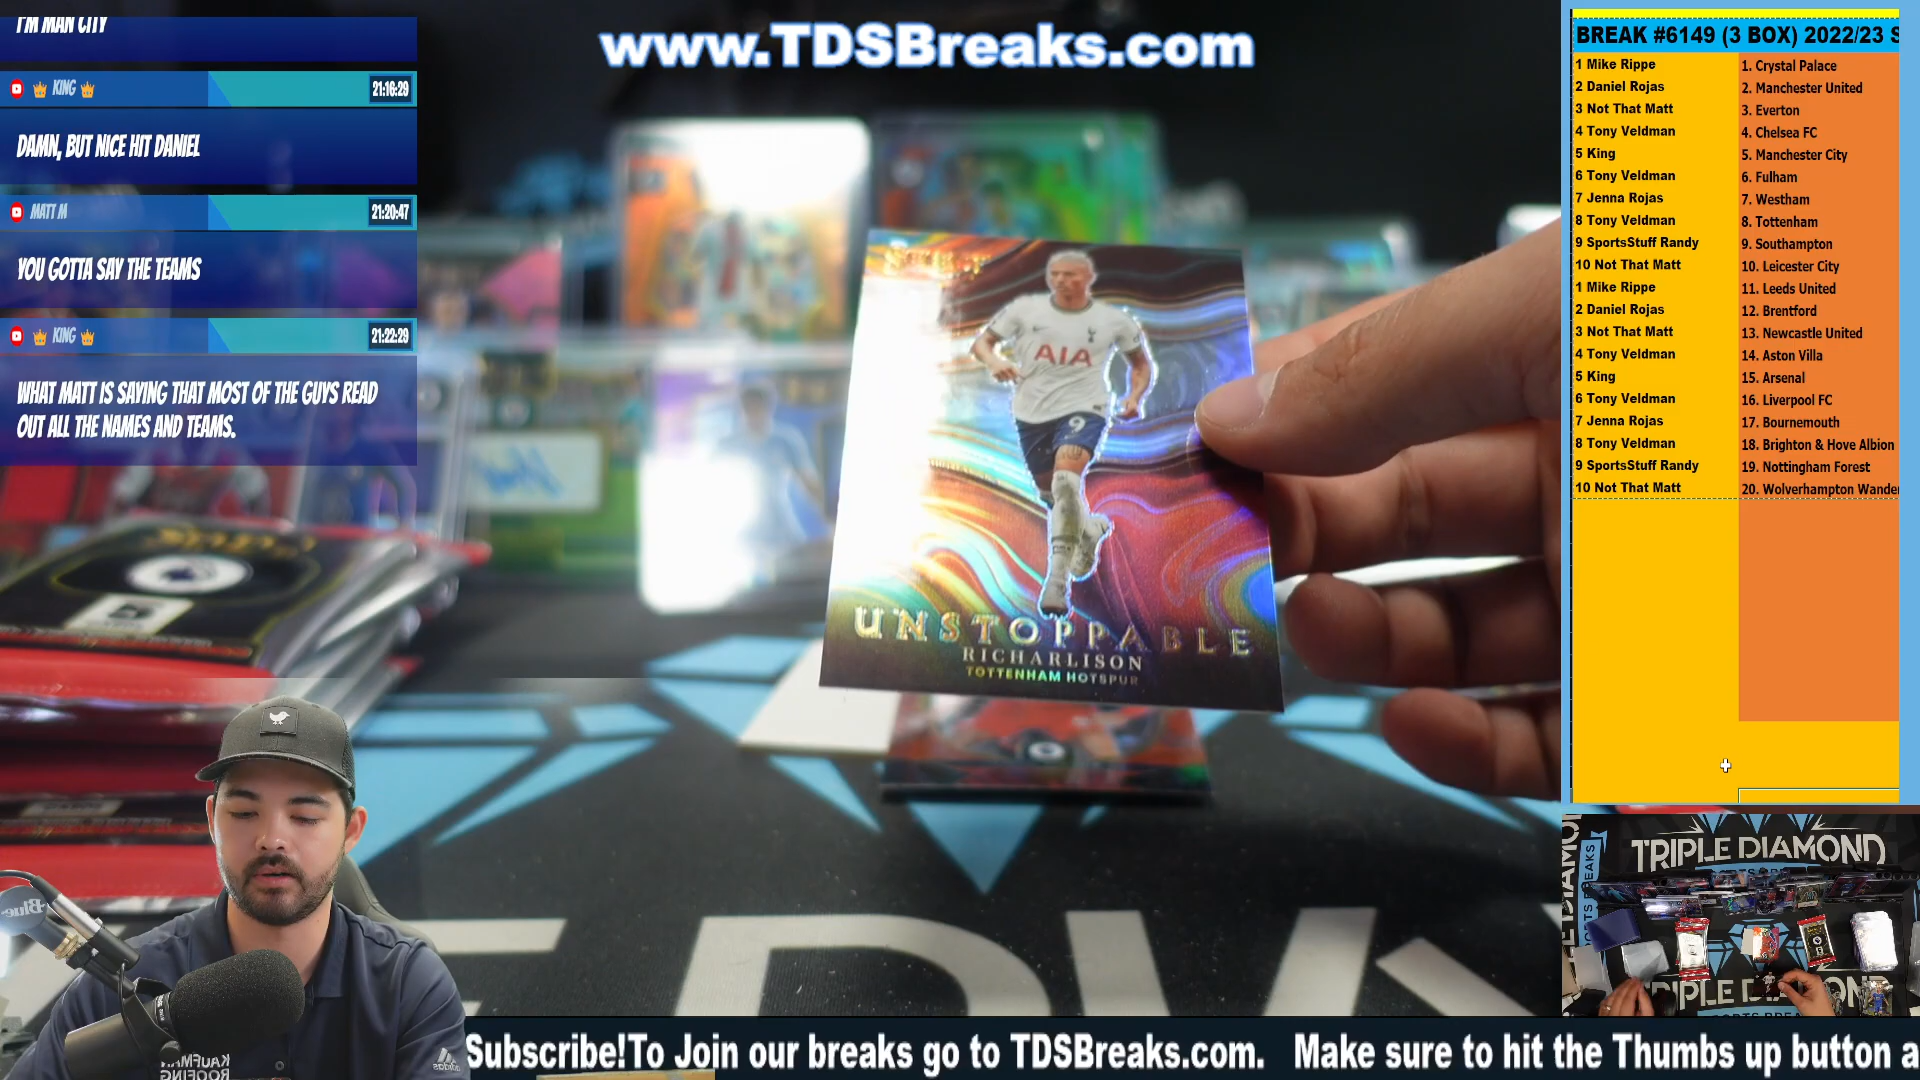 I'M MAN CITY
KING
21:16:29
DAMN, BUT NICE HIT DANIEL
MATT M
21:20:47
YOU GOTTA SAY THE TEAMS
KING
21:22:29
WHAT MATT IS SAYING THAT MOST OF THE GUYS READ
OUT ALL THE NAMES AND TEAMS.
www.TDSBreaks.com
AIA
9
UNSTOPPABLE
RICHARLISON
TOTTENHAM HOTSPUR
BREAK #6149 (3 BOX) 2022/23 S
1 Mike Rippe
1. Crystal Palace
2 Daniel Rojas
2. Manchester United
3 Not That Matt
3. Everton
4 Tony Veldman
4. Chelsea FC
5 King
5. Manchester City
6 Tony Veldman
6. Fulham
7 Jenna Rojas
7. Westham
8 Tony Veldman
8. Tottenham
9 SportsStuff Randy
9. Southampton
10 Not That Matt
10. Leicester City
1 Mike Rippe
11. Leeds United
2 Daniel Rojas
12. Brentford
3 Not That Matt
13. Newcastle United
4 Tony Veldman
14. Aston Villa
5 King
15. Arsenal
6 Tony Veldman
16. Liverpool FC
7 Jenna Rojas
17. Bournemouth
8 Tony Veldman
18. Brighton & Hove Albion
9 SportsStuff Randy
19. Nottingham Forest
10 Not That Matt
20. Wolverhampton Wande
TRIPLE DIAMOND
Blue
KAUFMA
ROOFING
adidas
Subscribe!To Join our breaks go to TDSBreaks.com. Make sure to hit the Thumbs up button a